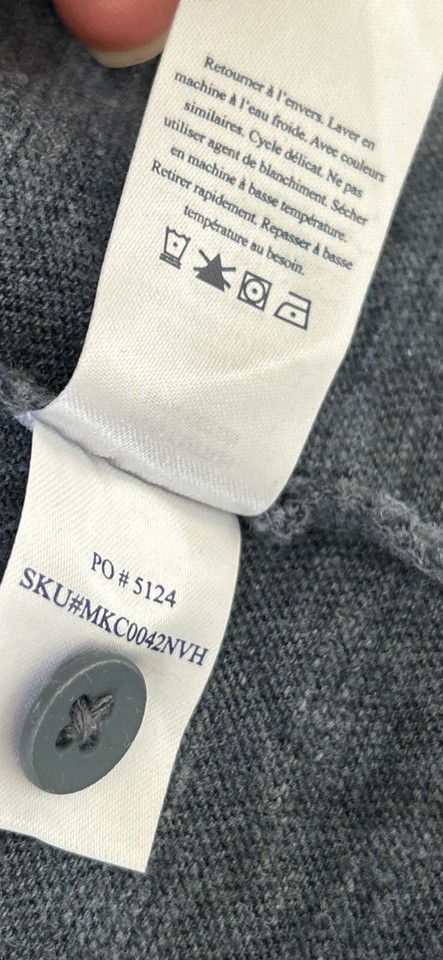 Retourner à l'envers. Laver en
machine à l'eau froide. Avec couleurs
similaires. Cycle délicat. Ne pas
utiliser agent de blanchiment. Sécher
en machine à basse température.
Retirer rapidement. Repasser à basse
température au besoin.
PO # 5124
SKU#MKC0042NVH